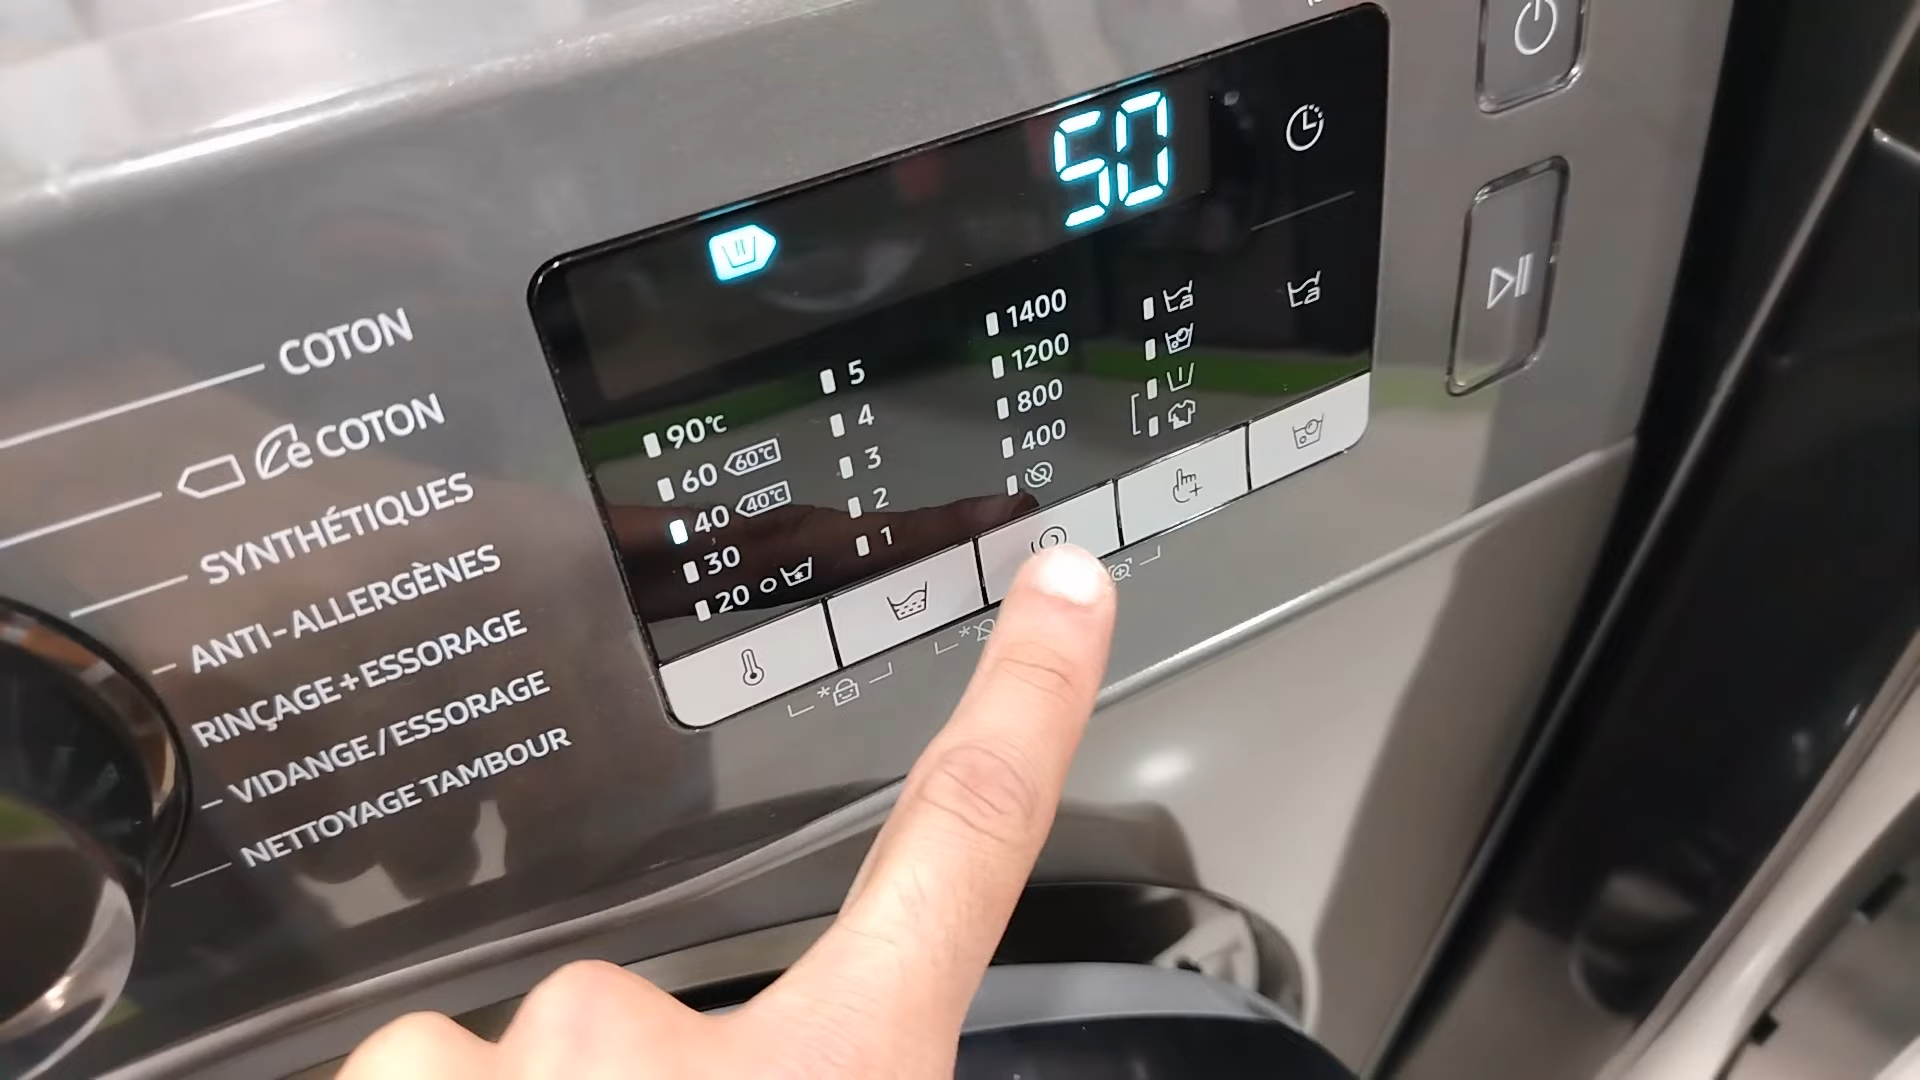 COTON
e COTON
SYNTHÉTIQUES
ANTI-ALLERGÈNES
RINÇAGE+ESSORAGE
VIDANGE/ESSORAGE
NETTOYAGE TAMBOUR
50
90°C
60 60°C
40 40°C
30
20
5
4
3
2
1
1400
1200
800
400